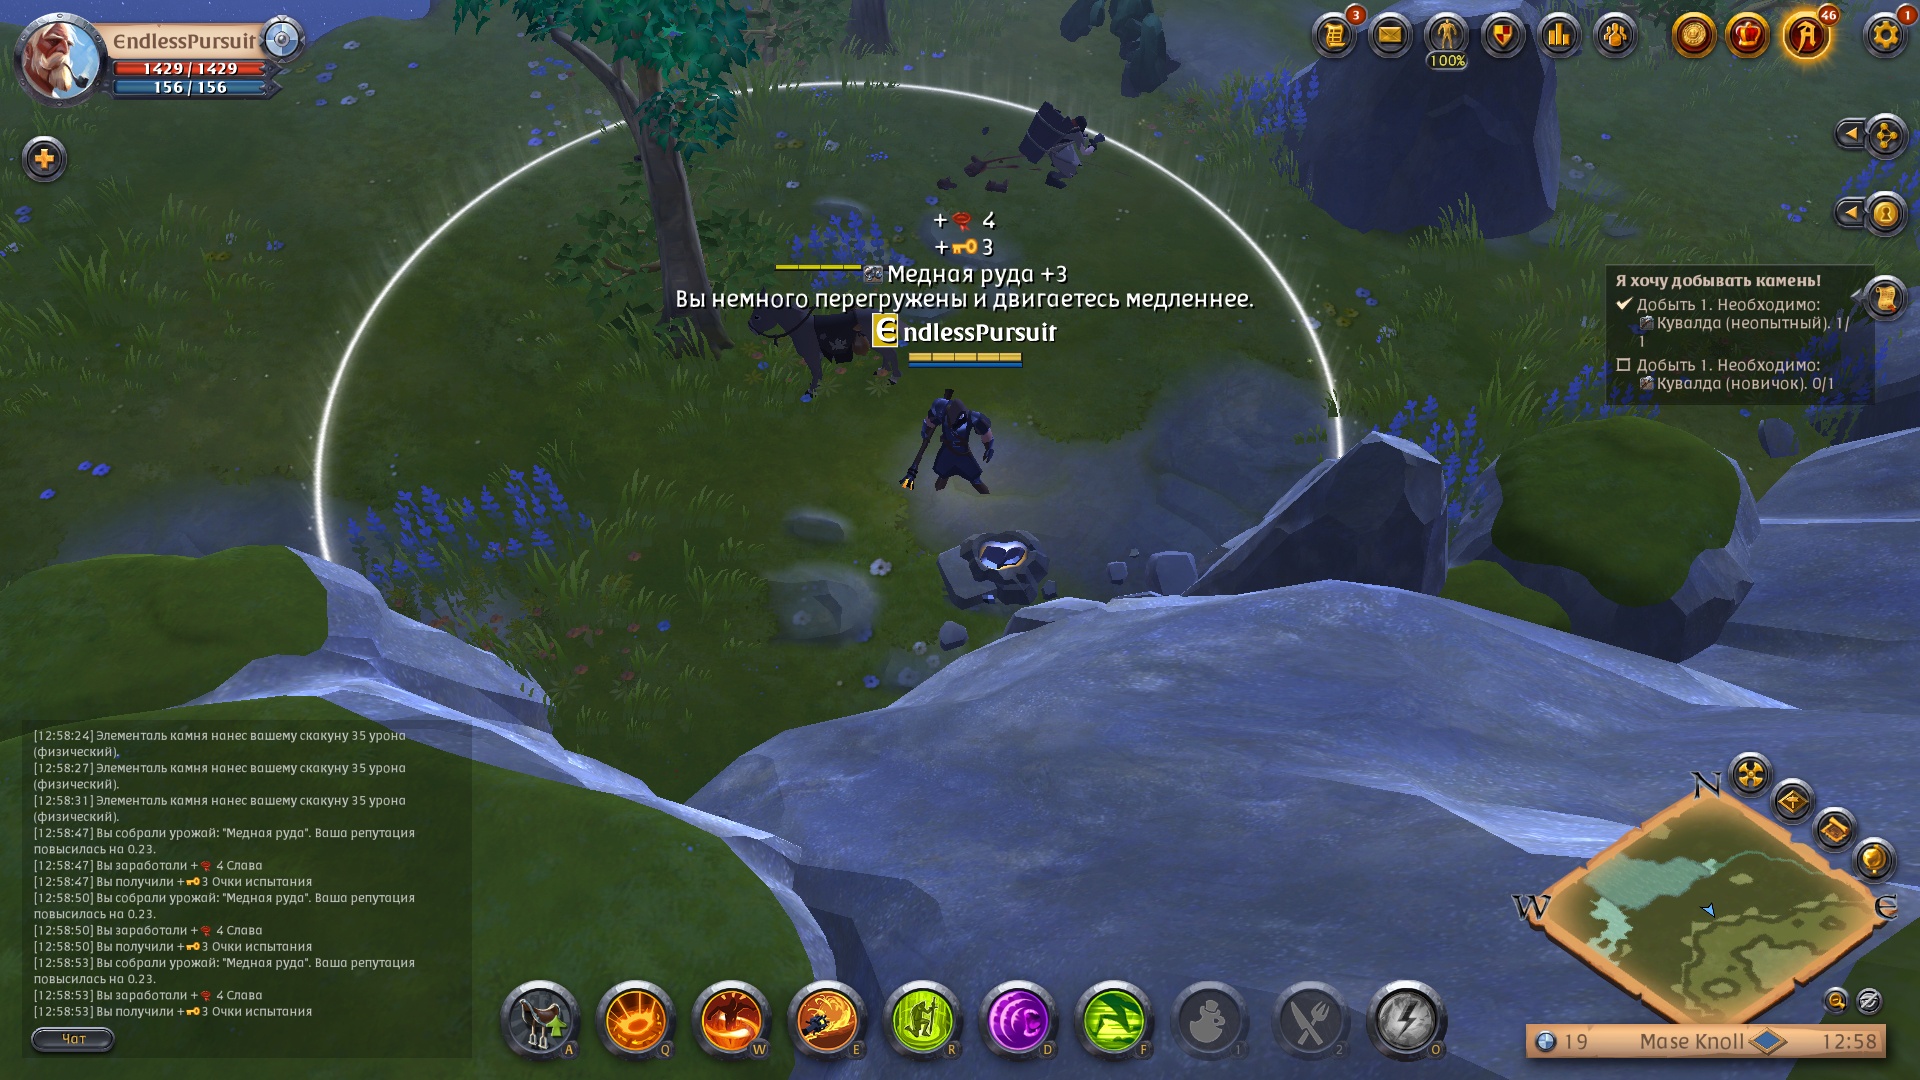 EndlessPursuit
1429 / 1429
156 / 156
3
100%
46
1
+ 4
+ 3
Медная руда +3
Вы немного перегружены и двигаетесь медленнее.
EndlessPursuit
Я хочу добывать камень!
Добыть 1. Необходимо:
Кувалда (неопытный). 1/
1
Добыть 1. Необходимо:
Кувалда (новичок). 0/1
[12:58:24] Элементаль камня нанес вашему скакуну 35 урона
(физический).
[12:58:27] Элементаль камня нанес вашему скакуну 35 урона
(физический).
[12:58:31] Элементаль камня нанес вашему скакуну 35 урона
(физический).
[12:58:47] Вы собрали урожай: "Медная руда". Ваша репутация
повысилась на 0.23.
[12:58:47] Вы заработали + 4 Слава
[12:58:47] Вы получили + 3 Очки испытания
[12:58:50] Вы собрали урожай: "Медная руда". Ваша репутация
повысилась на 0.23.
[12:58:50] Вы заработали + 4 Слава
[12:58:50] Вы получили + 3 Очки испытания
[12:58:53] Вы собрали урожай: "Медная руда". Ваша репутация
повысилась на 0.23.
[12:58:53] Вы заработали + 4 Слава
[12:58:53] Вы получили + 3 Очки испытания
Чат
A Q W E R D F 1 2 O
N
W E
19 Mase Knoll 12:58